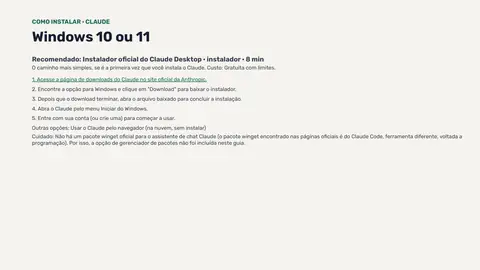 COMO INSTALAR • CLAUDE
Windows 10 ou 11
Recomendado: Instalador oficial do Claude Desktop • instalador • 8 min
O caminho mais simples, se é a primeira vez que você instala o Claude. Custo: Gratuita com limites.
1. Acesse a página de downloads do Claude no site oficial da Anthropic.
2. Encontre a opção para Windows e clique em "Download" para baixar o instalador.
3. Depois que o download terminar, abra o arquivo baixado para concluir a instalação.
4. Abra o Claude pelo menu Iniciar do Windows.
5. Entre com sua conta (ou crie uma) para começar a usar.
Outras opções: Usar o Claude pelo navegador (na nuvem, sem instalar)
Cuidado: Não há um pacote winget oficial para o assistente de chat Claude (o pacote winget encontrado nas páginas oficiais é do Claude Code, ferramenta diferente, voltada a
programação). Por isso, a opção de gerenciador de pacotes não foi incluída neste guia.